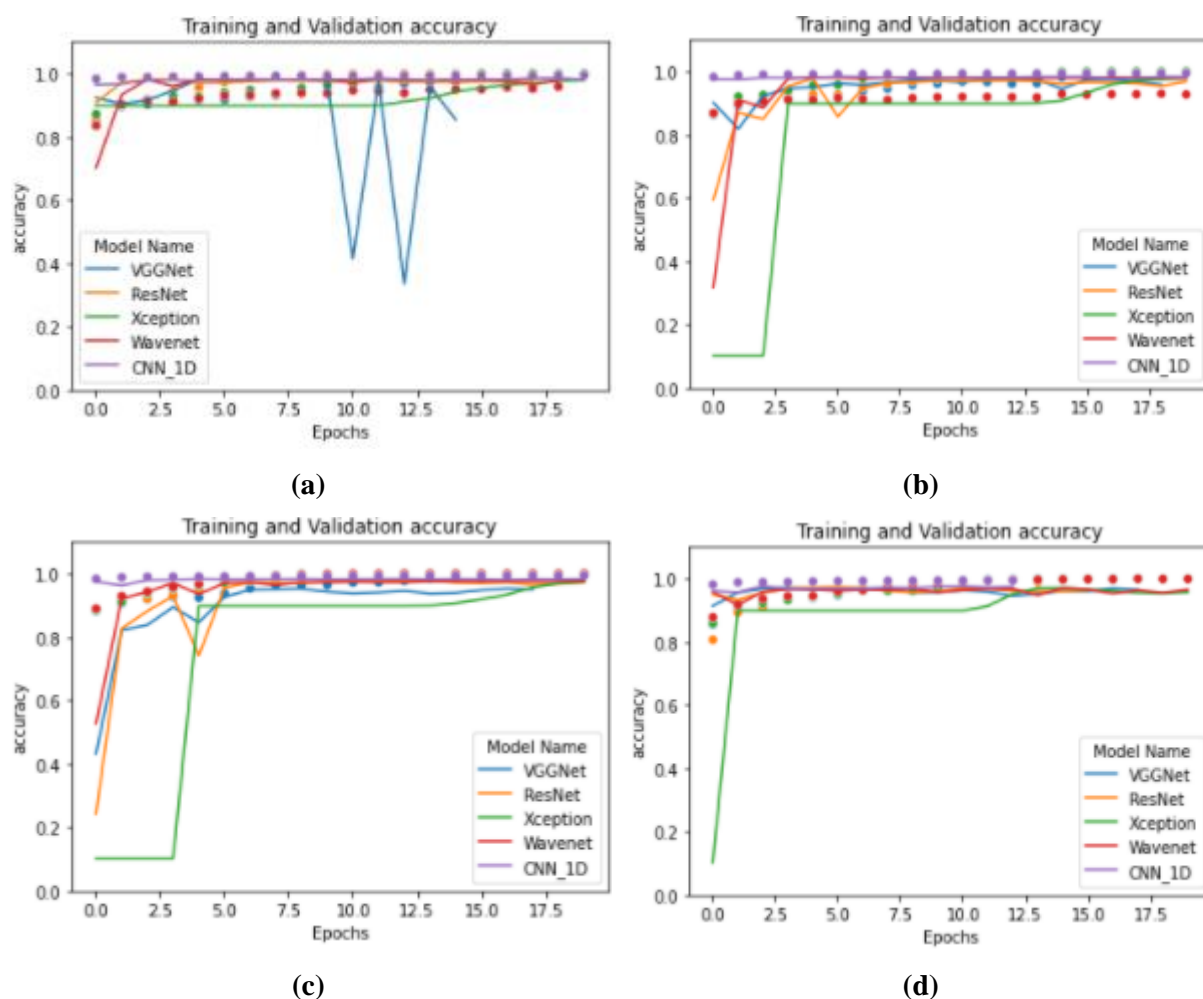 Training and Validation accuracy
accuracy
1.0
0.8
0.6
0.4
0.2
0.0
Model Name
VGGNet
ResNet
Xception
Wavenet
CNN_1D
0.0 2.5 5.0 7.5 10.0 12.5 15.0 17.5
Epochs
(a)
Training and Validation accuracy
accuracy
1.0
0.8
0.6
0.4
0.2
0.0
Model Name
VGGNet
ResNet
Xception
Wavenet
CNN_1D
0.0 2.5 5.0 7.5 10.0 12.5 15.0 17.5
Epochs
(b)
Training and Validation accuracy
accuracy
1.0
0.8
0.6
0.4
0.2
0.0
Model Name
VGGNet
ResNet
Xception
Wavenet
CNN_1D
0.0 2.5 5.0 7.5 10.0 12.5 15.0 17.5
Epochs
(c)
Training and Validation accuracy
accuracy
1.0
0.8
0.6
0.4
0.2
0.0
Model Name
VGGNet
ResNet
Xception
Wavenet
CNN_1D
0.0 2.5 5.0 7.5 10.0 12.5 15.0 17.5
Epochs
(d)